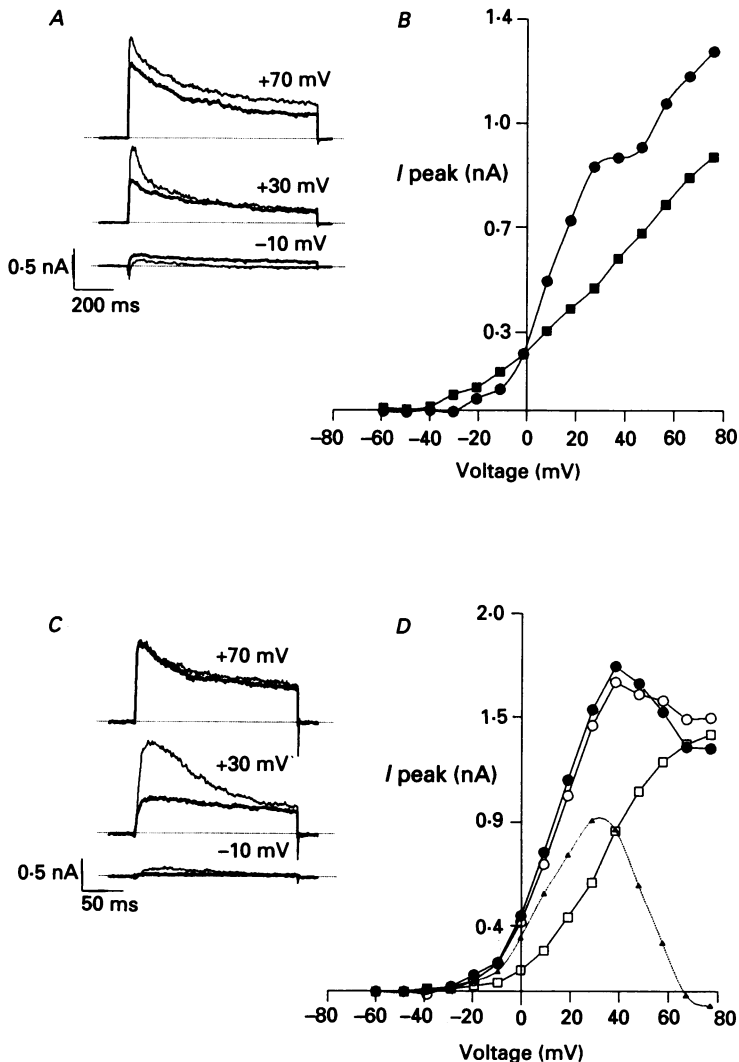 A
+70 mV
+30 mV
−10 mV
0·5 nA
200 ms
B
1·4
1·0
I peak (nA)
0·7
0·3
−80 −60 −40 −20 0 20 40 60 80
Voltage (mV)
C
+70 mV
+30 mV
−10 mV
0·5 nA
50 ms
D
2·0
1·5
I peak (nA)
0·9
0·4
−80 −60 −40 −20 0 20 40 60 80
Voltage (mV)